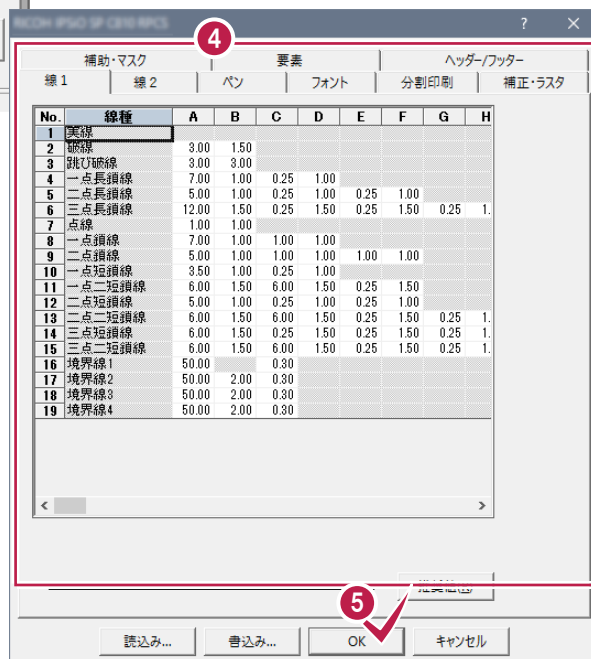 RICOH IPSiO SP C810 RPCS ? ×
4
補助・マスク 要素 ヘッダー/フッター
線 1 線 2 ペン フォント 分割印刷 補正・ラスタ
No. 線種 A B C D E F G H
1 実線
2 破線 3.00 1.50
3 跳び破線 3.00 3.00
4 一点長鎖線 7.00 1.00 0.25 1.00
5 二点長鎖線 5.00 1.00 0.25 1.00 0.25 1.00
6 三点長鎖線 12.00 1.50 0.25 1.50 0.25 1.50 0.25 1.
7 点線 1.00 1.00
8 一点鎖線 7.00 1.00 1.00 1.00
9 二点鎖線 5.00 1.00 1.00 1.00 1.00 1.00
10 一点短鎖線 3.50 1.00 0.25 1.00
11 一点二短鎖線 6.00 1.50 6.00 1.50 0.25 1.50
12 二点短鎖線 5.00 1.00 0.25 1.00 0.25 1.00
13 二点二短鎖線 6.00 1.50 6.00 1.50 0.25 1.50 0.25 1.
14 三点短鎖線 6.00 1.50 0.25 1.50 0.25 1.50 0.25 1.
15 三点二短鎖線 6.00 1.50 6.00 1.50 0.25 1.50 0.25 1.
16 境界線1 50.00 0.30
17 境界線2 50.00 2.00 0.30
18 境界線3 50.00 2.00 0.30
19 境界線4 50.00 2.00 0.30
5
読込み... 書込み... OK キャンセル